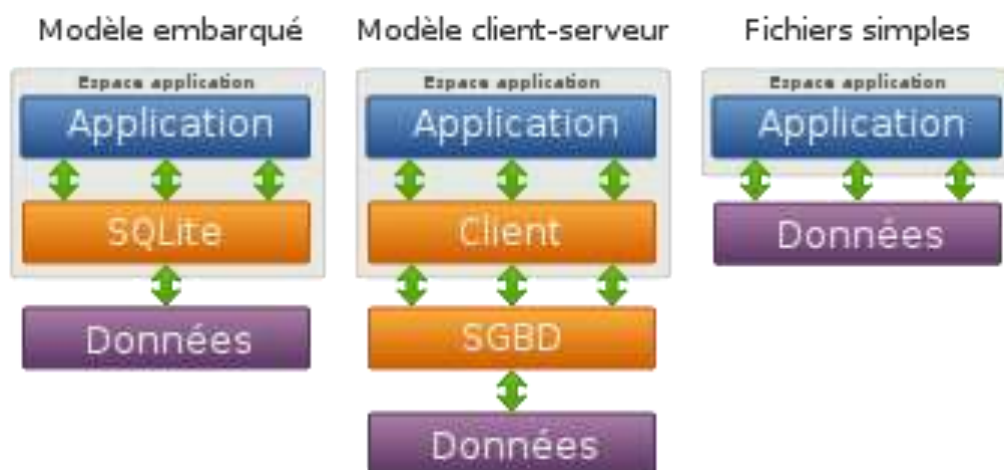 Modèle embarqué
Espace application
Application
SQLite
Données
Modèle client-serveur
Espace application
Application
Client
SGBD
Données
Fichiers simples
Espace application
Application
Données